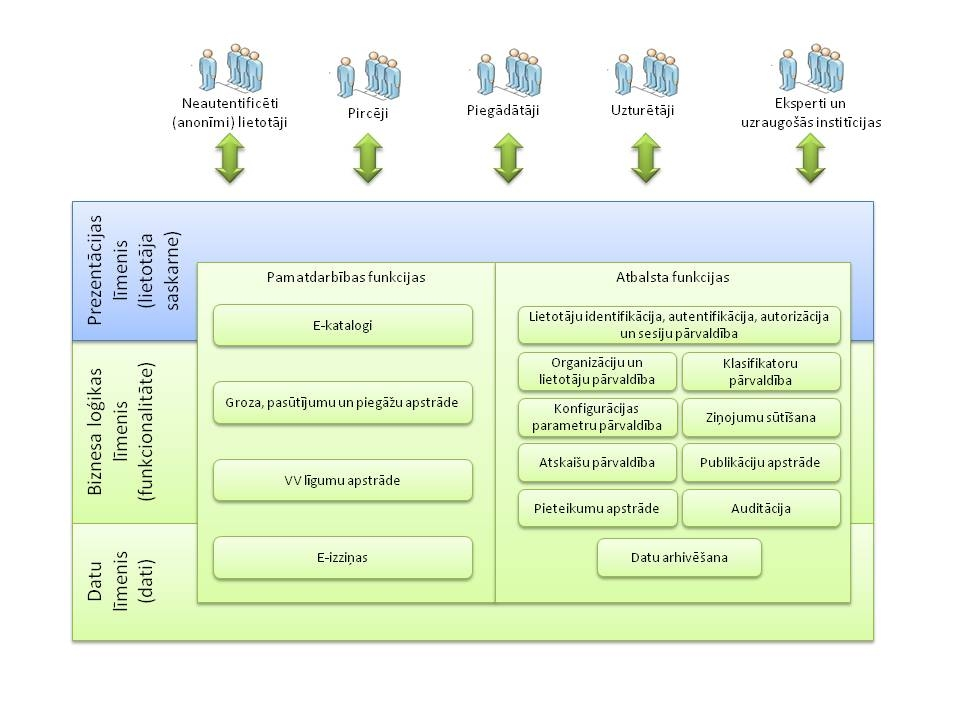 Neautentificēti
(anonīmi) lietotāji
Pircēji
Piegādātāji
Uzturētāji
Eksperti un
uzraugošās institīcijas
Prezentācijas
līmenis
(lietotāja
saskarne)
Biznesa loģikas
līmenis
(funkcionalitāte)
Datu
līmenis
(dati)
Pamatdarbības funkcijas
E-katalogi
Groza, pasūtījumu un piegāžu apstrāde
VV līgumu apstrāde
E-izziņas
Atbalsta funkcijas
Lietotāju identifikācija, autentifikācija, autorizācija
un sesiju pārvaldība
Organizāciju un
lietotāju pārvaldība
Klasifikatoru
pārvaldība
Konfigurācijas
parametru pārvaldība
Ziņojumu sūtīšana
Atskaišu pārvaldība
Publikāciju apstrāde
Pieteikumu apstrāde
Auditācija
Datu arhivēšana